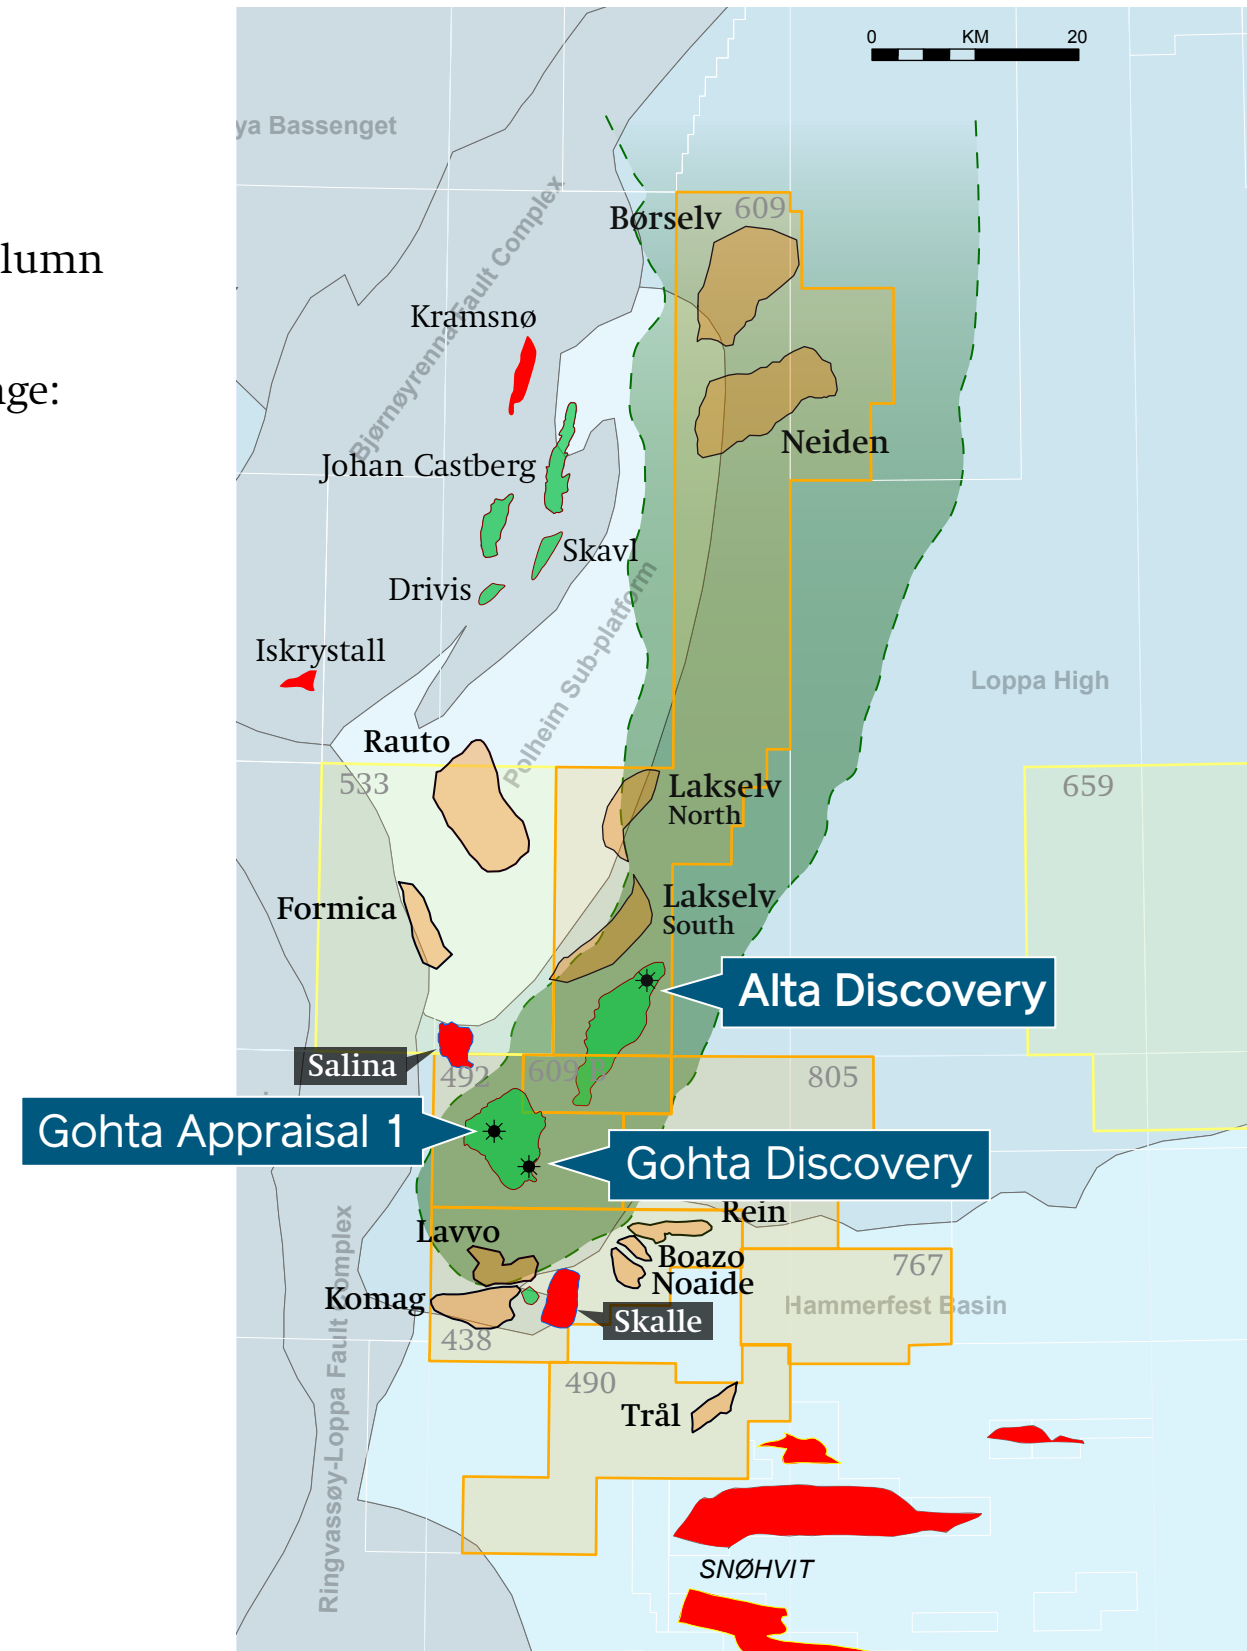 0 KM 20
ya Bassenget
Bjørnøyrenna Fault Complex
Børselv
609
lumn
Kramsnø
nge:
Neiden
Johan Castberg
Skavl
Drivis
Polheim Sub-platform
Iskrystall
Loppa High
Rauto
533
Lakselv
North
659
Formica
Lakselv
South
Alta Discovery
Salina
492
609 B
805
Gohta Appraisal 1
Gohta Discovery
Rein
Lavvo
Boazo
767
Noaide
Komag
Hammerfest Basin
Skalle
438
Ringvassøy-Loppa Fault Komplex
490
Trål
SNØHVIT